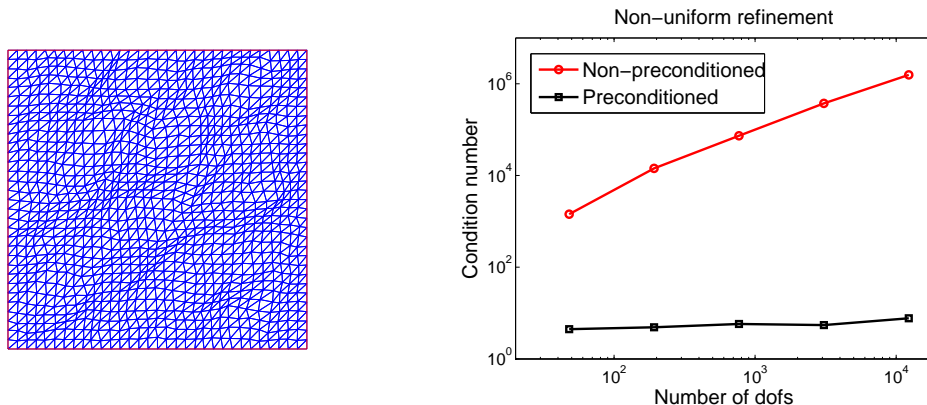 Non-uniform refinement
Non-preconditioned
Preconditioned
Condition number
10^6
10^4
10^2
10^0
10^2
10^3
10^4
Number of dofs